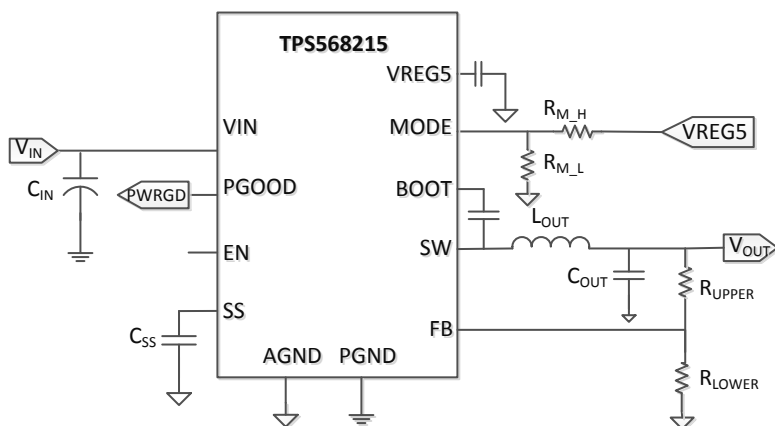 TPS568215
VREG5
R_M_H
MODE
VREG5
VIN
V_IN
R_M_L
C_IN
PWRGD
PGOOD
BOOT
L_OUT
EN
SW
V_OUT
C_OUT
R_UPPER
SS
C_SS
FB
AGND
PGND
R_LOWER